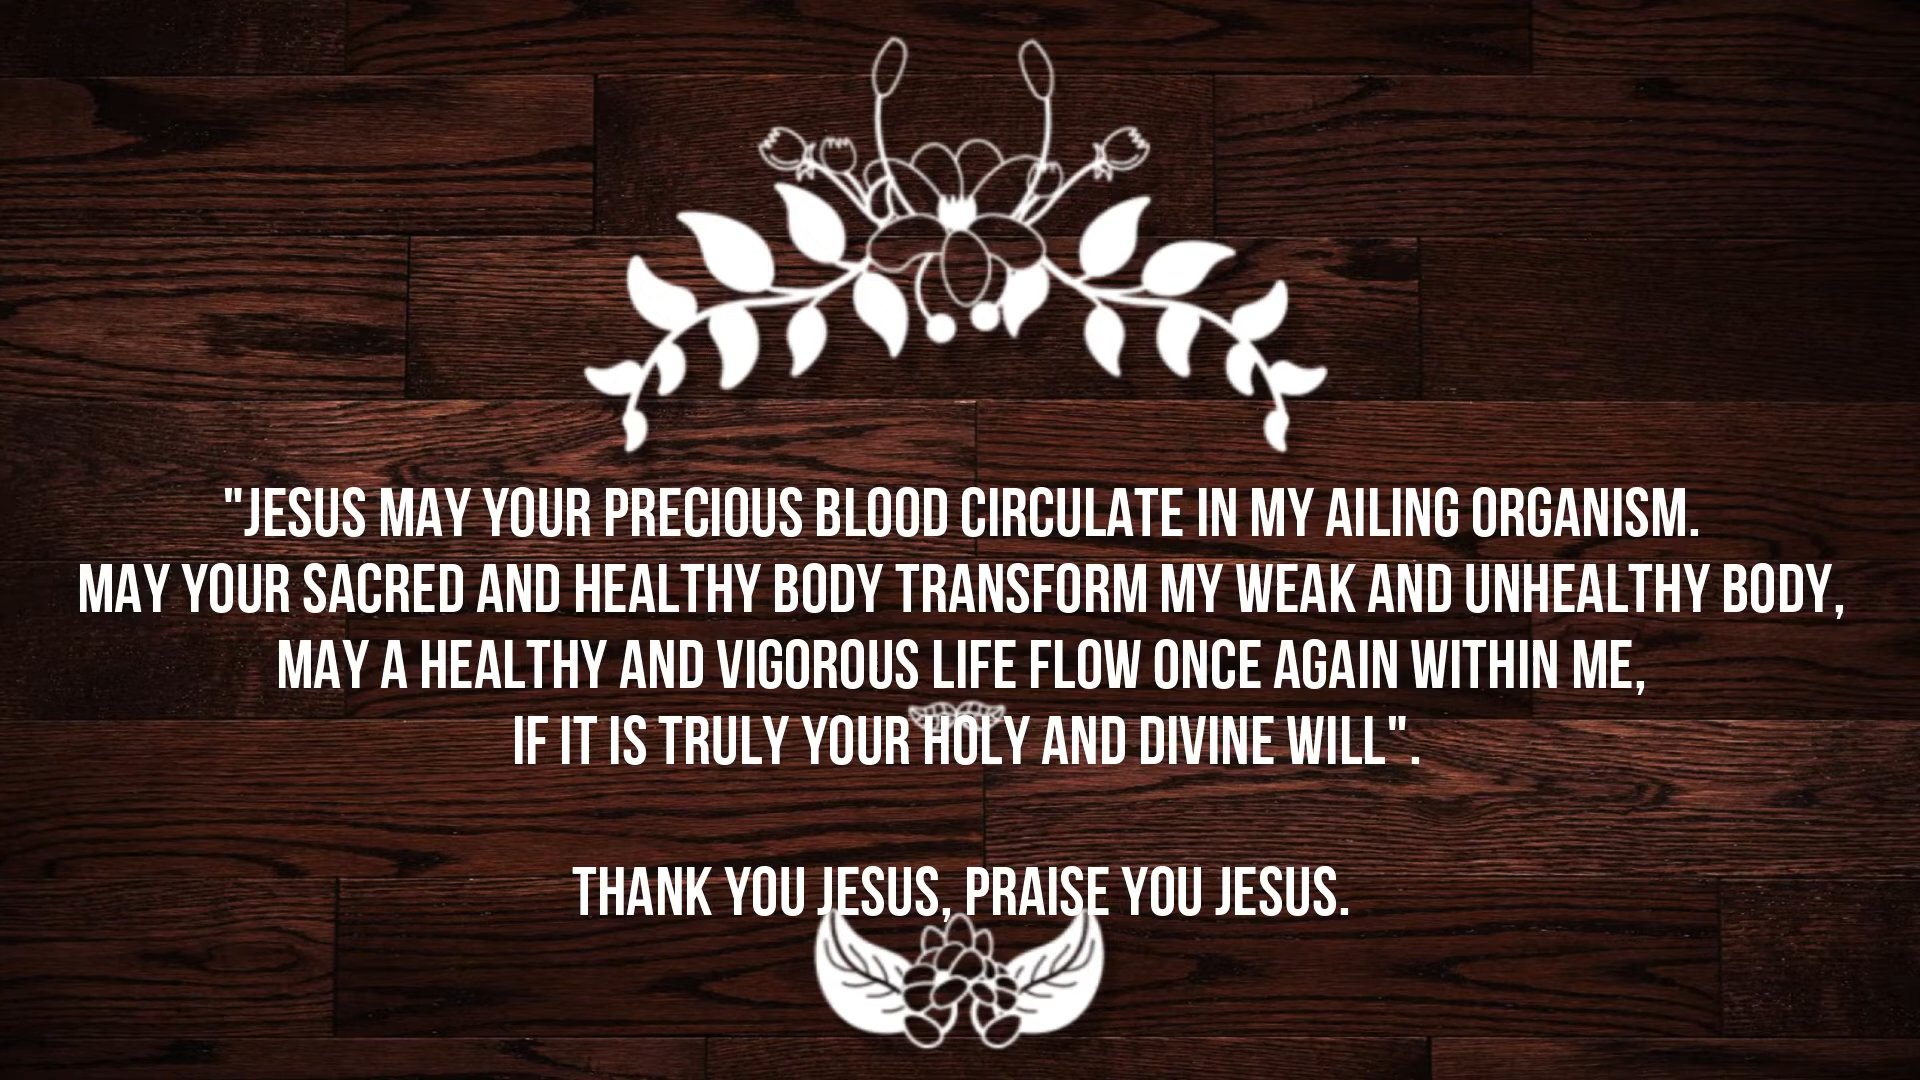 "JESUS MAY YOUR PRECIOUS BLOOD CIRCULATE IN MY AILING ORGANISM.
MAY YOUR SACRED AND HEALTHY BODY TRANSFORM MY WEAK AND UNHEALTHY BODY,
MAY A HEALTHY AND VIGOROUS LIFE FLOW ONCE AGAIN WITHIN ME,
IF IT IS TRULY YOUR HOLY AND DIVINE WILL".
THANK YOU JESUS, PRAISE YOU JESUS.